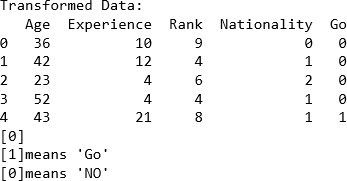 Transformed Data:
   Age  Experience  Rank  Nationality  Go
0   36          10     9            0   0
1   42          12     4            1   0
2   23           4     6            2   0
3   52           4     4            1   0
4   43          21     8            1   1
[0]
[1]means 'Go'
[0]means 'NO'